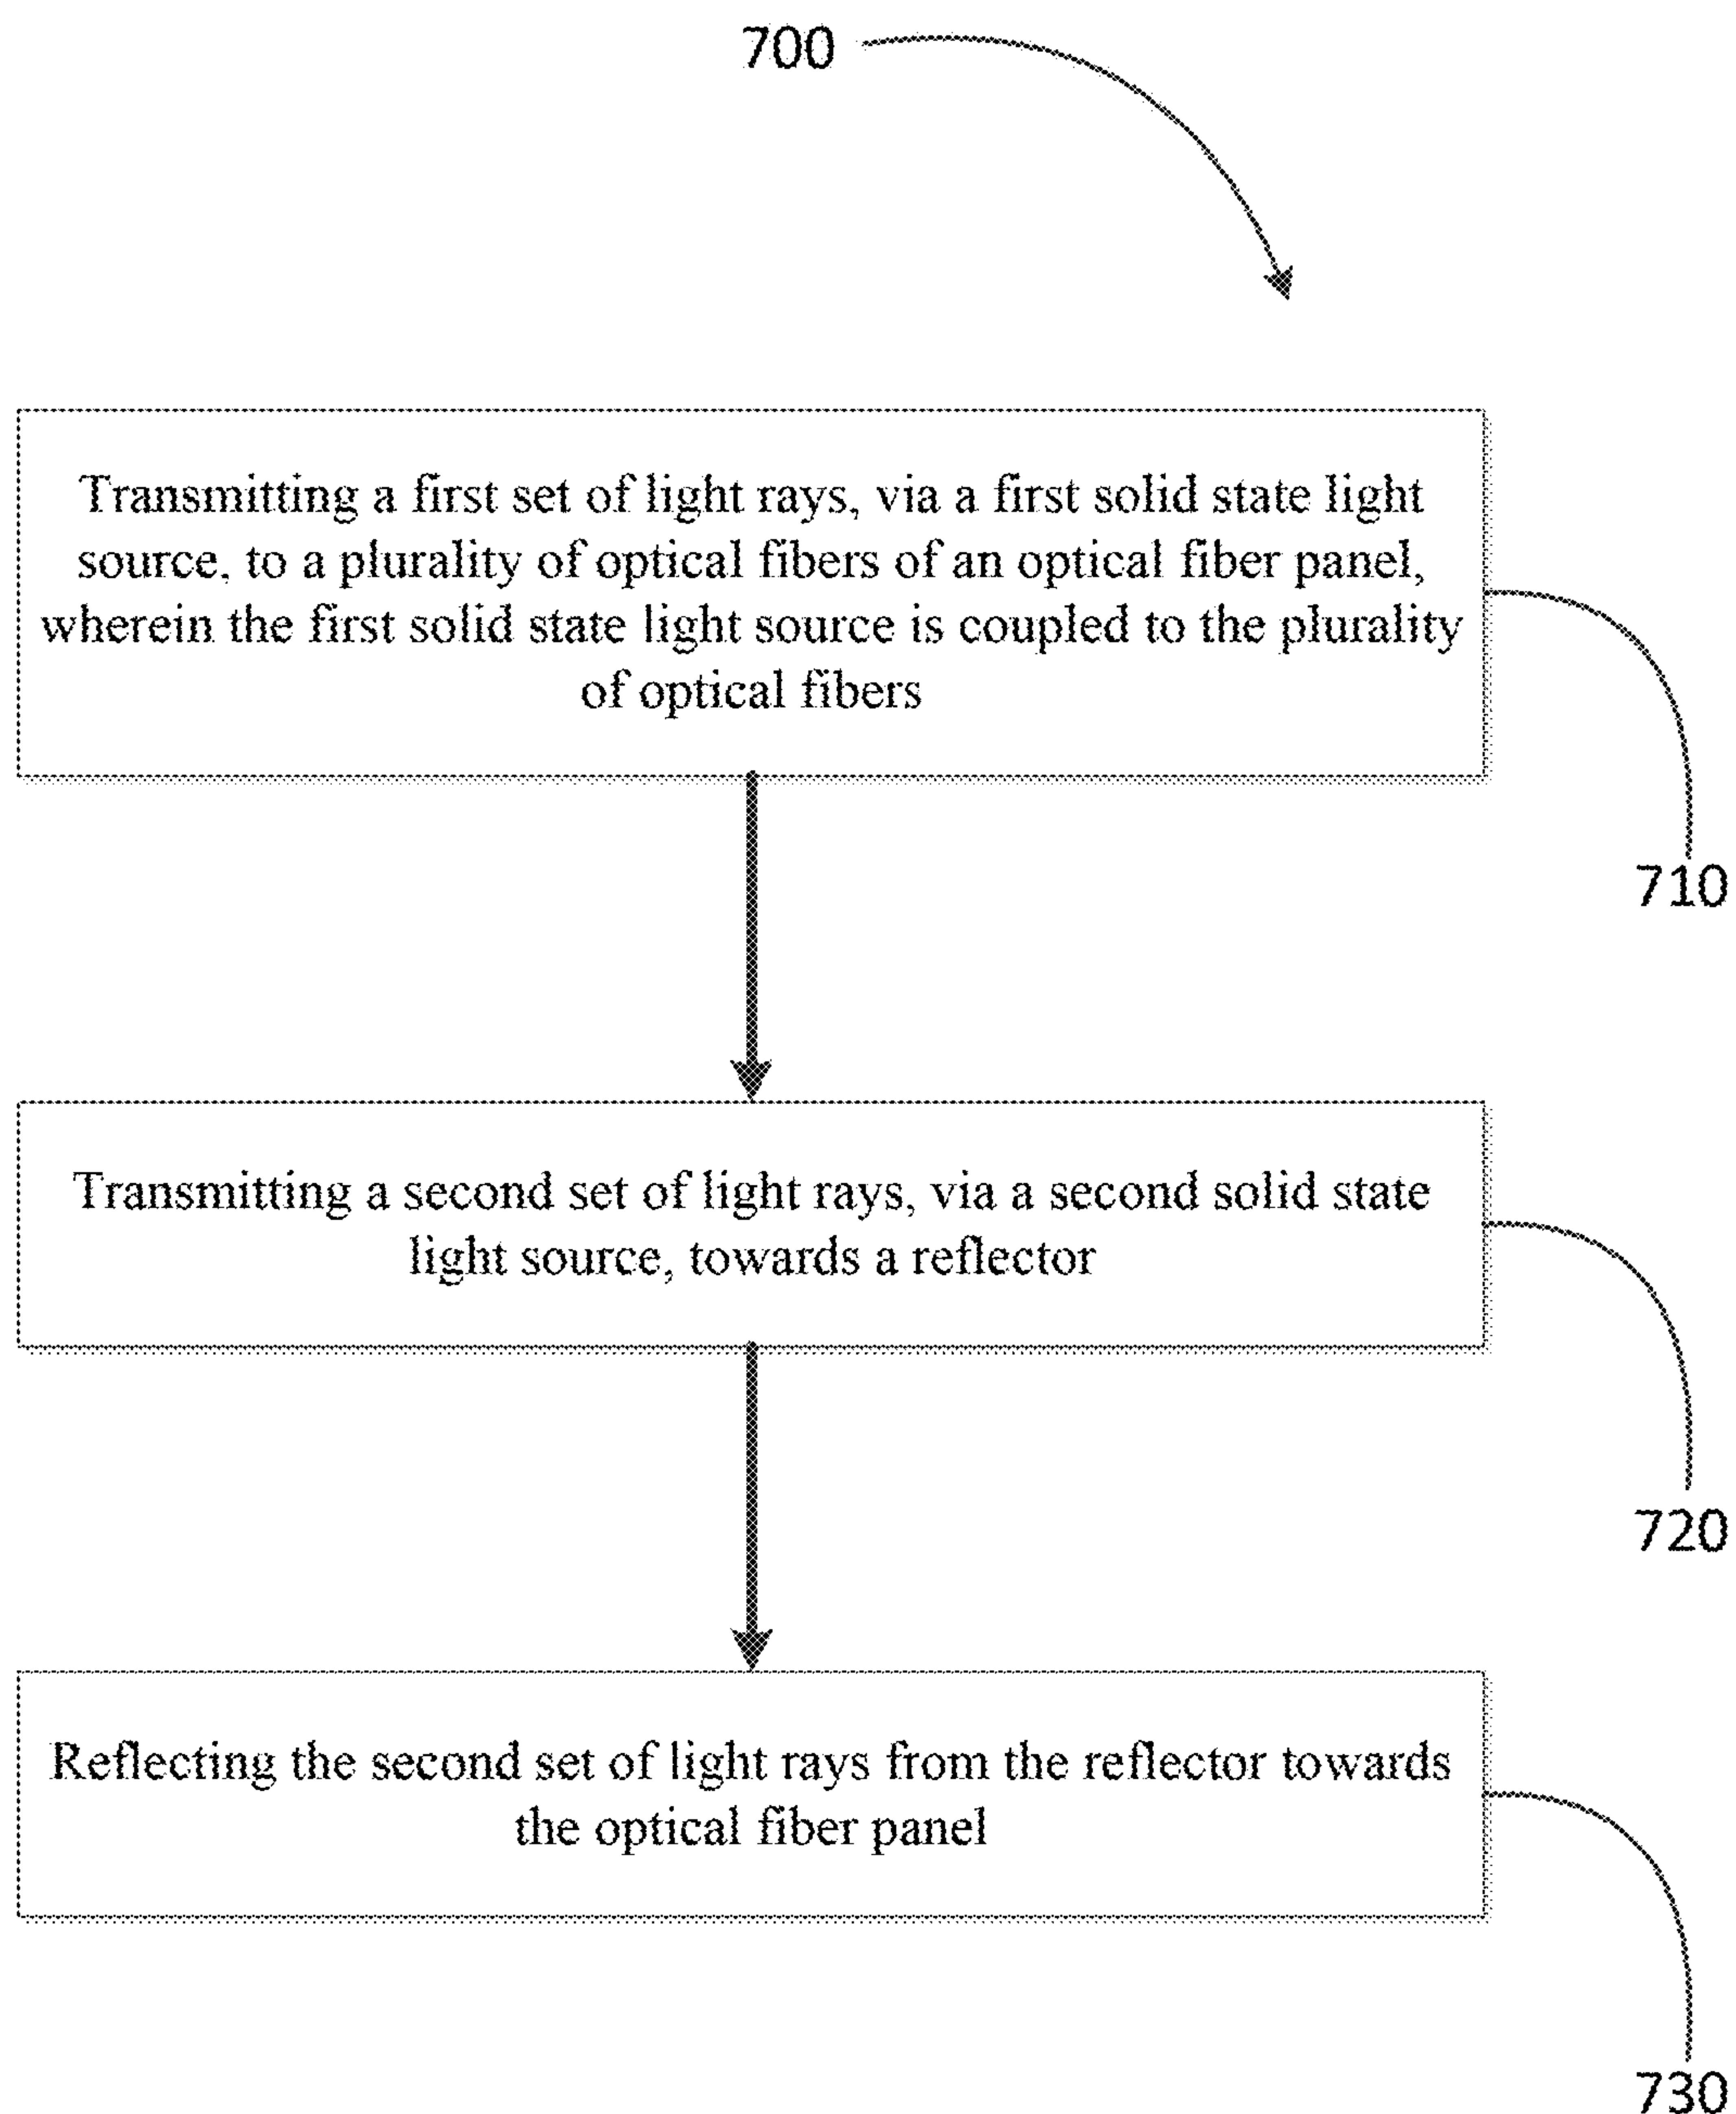 700
Transmitting a first set of light rays, via a first solid state light
source, to a plurality of optical fibers of an optical fiber panel,
wherein the first solid state light source is coupled to the plurality
of optical fibers
710
Transmitting a second set of light rays, via a second solid state
light source, towards a reflector
720
Reflecting the second set of light rays from the reflector towards
the optical fiber panel
730